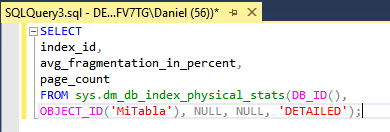 SQLQuery3.sql - DE...FV7TG\Daniel (56))*
SELECT
index_id,
avg_fragmentation_in_percent,
page_count
FROM sys.dm_db_index_physical_stats(DB_ID(),
OBJECT_ID('MiTabla'), NULL, NULL, 'DETAILED');